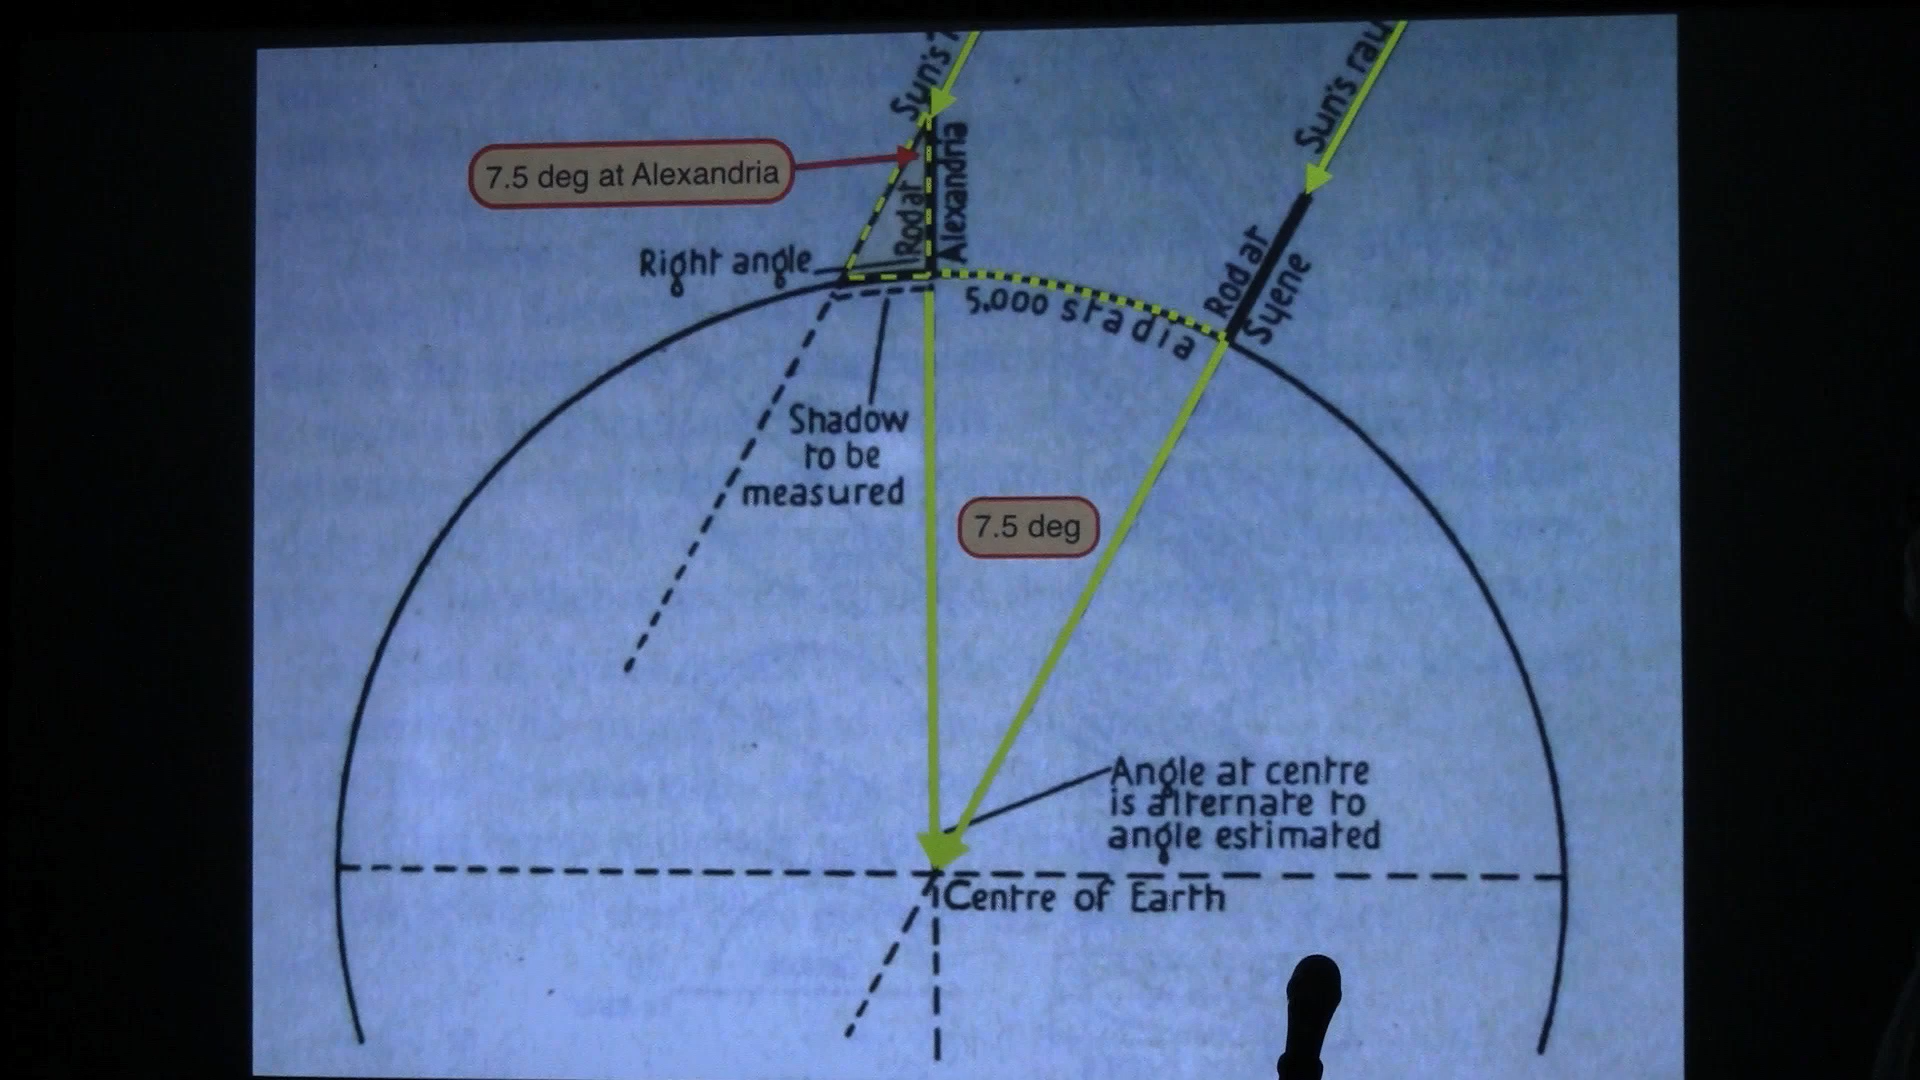 Sun's
Sun's ray
7.5 deg at Alexandria
Rod at
Alexandria
Right angle
5,000 stadia
Rod at
Syene
Shadow
to be
measured
7.5 deg
Angle at centre
is alternate to
angle estimated
Centre of Earth